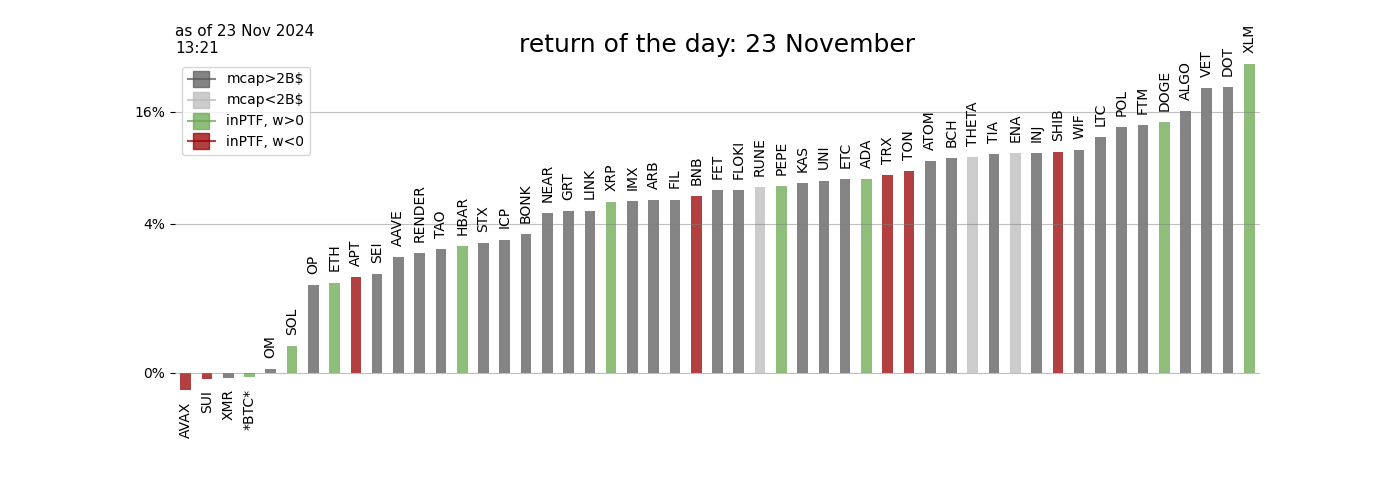 as of 23 Nov 2024
13:21
return of the day: 23 November
mcap>2B$
mcap<2B$
inPTF, w>0
inPTF, w<0
16%
4%
0%
AVAX
SUI
XMR
*BTC*
OM
SOL
OP
ETH
APT
SEI
AAVE
RENDER
TAO
HBAR
STX
ICP
BONK
NEAR
GRT
LINK
XRP
IMX
ARB
FIL
BNB
FET
FLOKI
RUNE
PEPE
KAS
UNI
ETC
ADA
TRX
TON
ATOM
BCH
THETA
TIA
ENA
INJ
SHIB
WIF
LTC
POL
FTM
DOGE
ALGO
VET
DOT
XLM